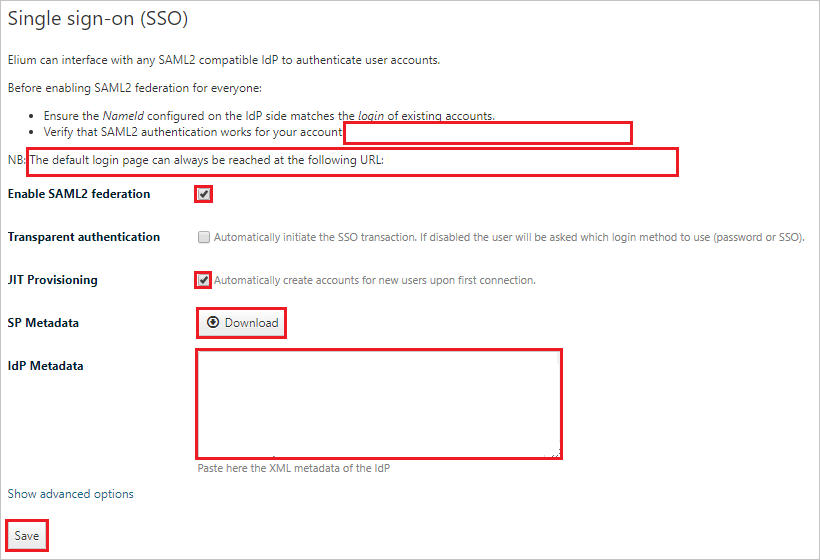 Single sign-on (SSO)
Elium can interface with any SAML2 compatible IdP to authenticate user accounts.
Before enabling SAML2 federation for everyone:
• Ensure the NameId configured on the IdP side matches the login of existing accounts.
• Verify that SAML2 authentication works for your account
NB: The default login page can always be reached at the following URL:
Enable SAML2 federation
Transparent authentication Automatically initiate the SSO transaction. If disabled the user will be asked which login method to use (password or SSO).
JIT Provisioning Automatically create accounts for new users upon first connection.
SP Metadata Download
IdP Metadata
Paste here the XML metadata of the IdP
Show advanced options
Save